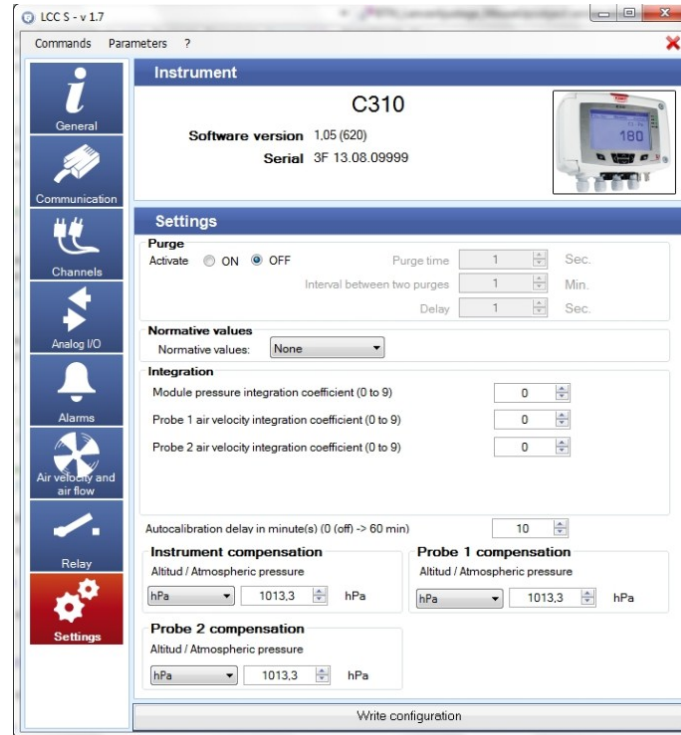 LCC S - v 1.7
Commands Parameters ?
Instrument
C310
Software version 1,05 (620)
Serial 3F 13.08.09999
180
General
Communication
Channels
Analog I/O
Alarms
Air velocity and
air flow
Relay
Settings
Settings
Purge
Activate ON OFF Purge time 1 Sec.
Interval between two purges 1 Min.
Delay 1 Sec.
Normative values
Normative values: None
Integration
Module pressure integration coefficient (0 to 9) 0
Probe 1 air velocity integration coefficient (0 to 9) 0
Probe 2 air velocity integration coefficient (0 to 9) 0
Autocalibration delay in minute(s) (0 (off) -> 60 min) 10
Instrument compensation
Altitud / Atmospheric pressure
hPa 1013,3 hPa
Probe 1 compensation
Altitud / Atmospheric pressure
hPa 1013,3 hPa
Probe 2 compensation
Altitud / Atmospheric pressure
hPa 1013,3 hPa
Write configuration